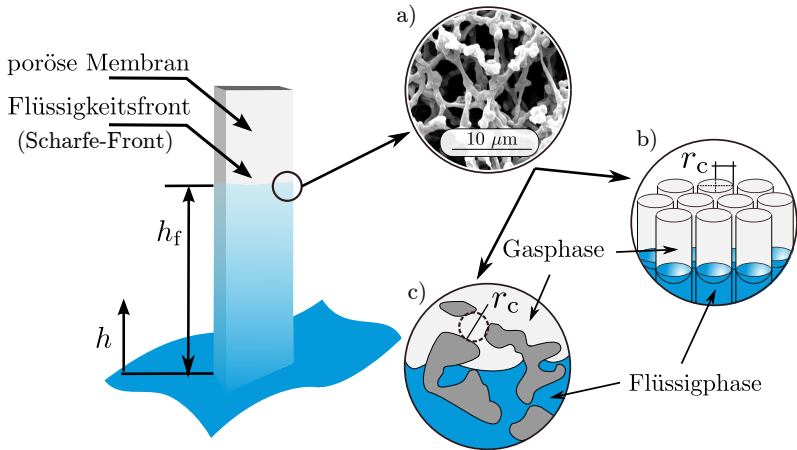 a)
poröse Membran
Flüssigkeitsfront
(Scharfe-Front)
10 μm
b)
r_c
h_f
Gasphase
c)
r_c
h
Flüssigphase